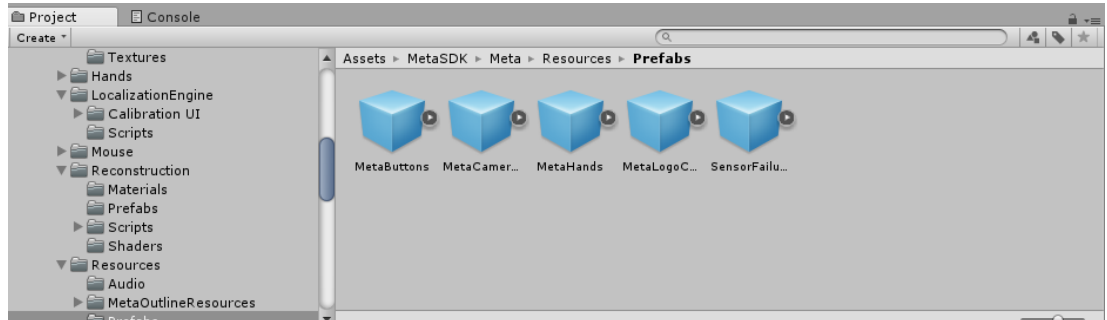 Project
Console
Create
Textures
Hands
LocalizationEngine
Calibration UI
Scripts
Mouse
Reconstruction
Materials
Prefabs
Scripts
Shaders
Resources
Audio
MetaOutlineResources
Prefabs
Assets ▸ MetaSDK ▸ Meta ▸ Resources ▸ Prefabs
MetaButtons MetaCamer... MetaHands MetaLogoC... SensorFailu...